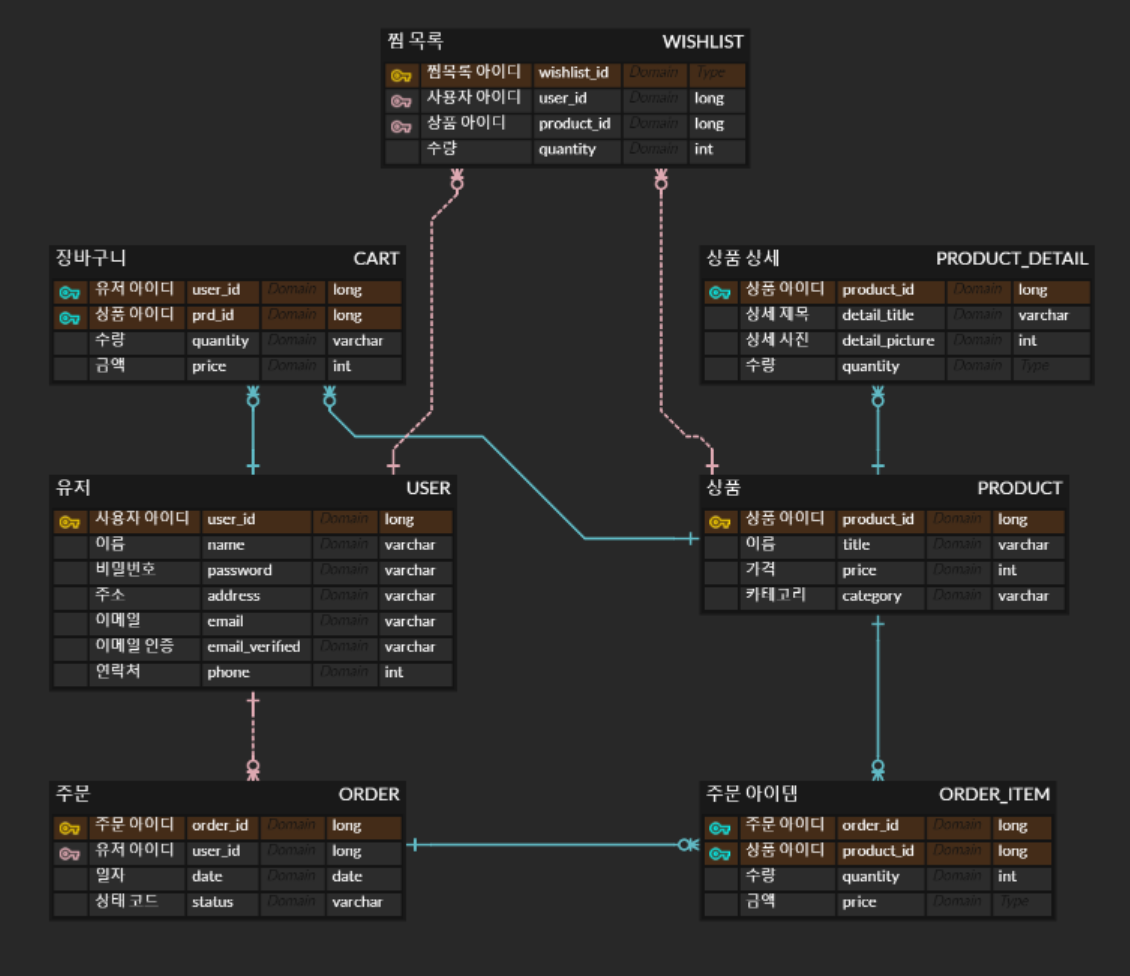 찜 목록 WISHLIST
찜목록 아이디 wishlist_id Domain Type
사용자 아이디 user_id Domain long
상품 아이디 product_id Domain long
수량 quantity Domain int
장바구니 CART
유저 아이디 user_id Domain long
상품 아이디 prd_id Domain long
수량 quantity Domain varchar
금액 price Domain int
상품 상세 PRODUCT_DETAIL
상품 아이디 product_id Domain long
상세 제목 detail_title Domain varchar
상세 사진 detail_picture Domain int
수량 quantity Domain Type
유저 USER
사용자 아이디 user_id Domain long
이름 name Domain varchar
비밀번호 password Domain varchar
주소 address Domain varchar
이메일 email Domain varchar
이메일 인증 email_verified Domain varchar
연락처 phone Domain int
상품 PRODUCT
상품 아이디 product_id Domain long
이름 title Domain varchar
가격 price Domain int
카테고리 category Domain varchar
주문 ORDER
주문 아이디 order_id Domain long
유저 아이디 user_id Domain long
일자 date Domain date
상태 코드 status Domain varchar
주문 아이템 ORDER_ITEM
주문 아이디 order_id Domain long
상품 아이디 product_id Domain long
수량 quantity Domain int
금액 price Domain Type